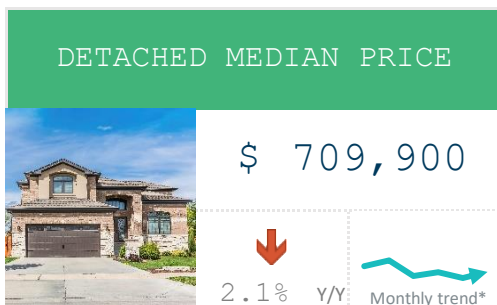 DETACHED MEDIAN PRICE
$ 709,900
2.1% Y/Y
Monthly trend*